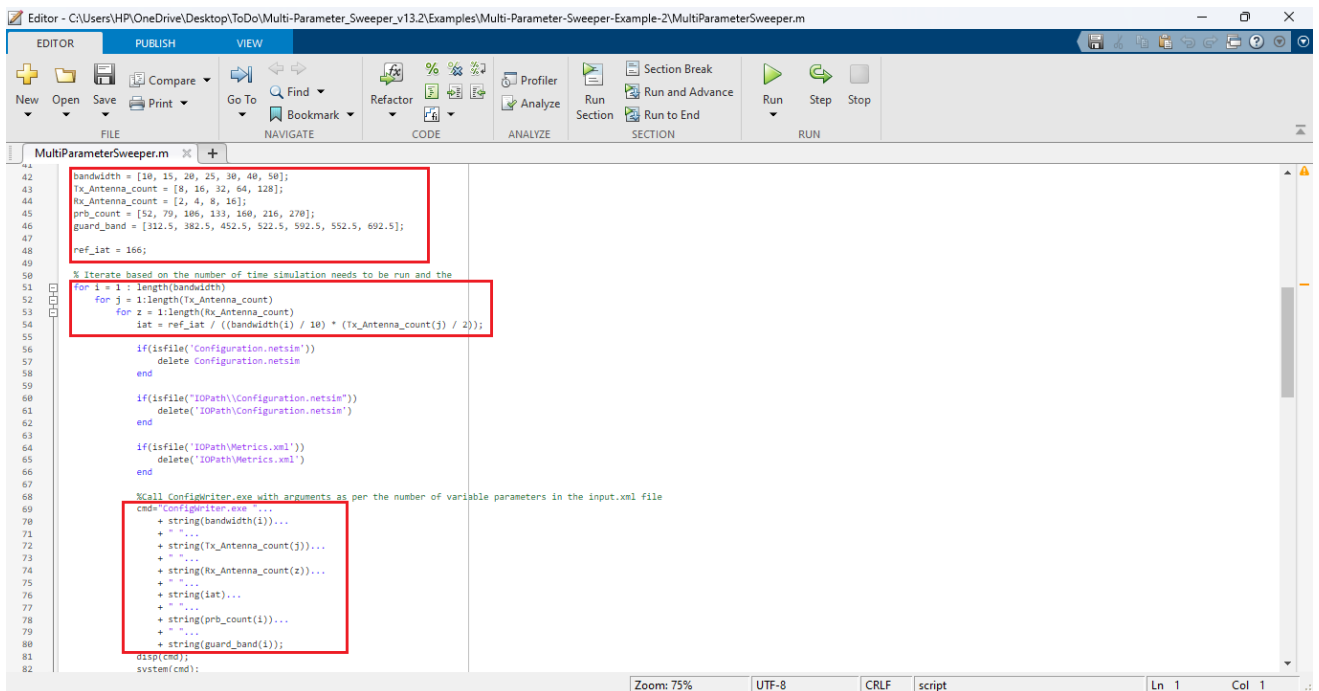 Editor - C:\Users\HP\OneDrive\Desktop\ToDo\Multi-Parameter_Sweeper_v13.2\Examples\Multi-Parameter-Sweeper-Example-2\MultiParameterSweeper.m
EDITOR PUBLISH VIEW
New Open Save Compare Print Go To Find Bookmark Refactor Profiler Analyze Run Section Section Break Run and Advance Run to End Run Step Stop
FILE NAVIGATE CODE ANALYZE SECTION RUN
MultiParameterSweeper.m
41
42 bandwidth = [10, 15, 20, 25, 30, 40, 50];
43 Tx_Antenna_count = [8, 16, 32, 64, 128];
44 Rx_Antenna_count = [2, 4, 8, 16];
45 prb_count = [52, 79, 106, 133, 160, 216, 270];
46 guard_band = [312.5, 382.5, 452.5, 522.5, 592.5, 552.5, 692.5];
47
48 ref_iat = 166;
49
50 % Iterate based on the number of time simulation needs to be run and the
51 for i = 1 : length(bandwidth)
52 for j = 1:length(Tx_Antenna_count)
53 for z = 1:length(Rx_Antenna_count)
54 iat = ref_iat / ((bandwidth(i) / 10) * (Tx_Antenna_count(j) / 2));
55
56 if(isfile('Configuration.netsim'))
57 delete Configuration.netsim
58 end
59
60 if(isfile("IOPath\\Configuration.netsim"))
61 delete('IOPath\Configuration.netsim')
62 end
63
64 if(isfile('IOPath\Metrics.xml'))
65 delete('IOPath\Metrics.xml')
66 end
67
68 %Call ConfigWriter.exe with arguments as per the number of variable parameters in the input.xml file
69 cmd="ConfigWriter.exe "...
70 + string(bandwidth(i))...
71 + " "...
72 + string(Tx_Antenna_count(j))...
73 + " "...
74 + string(Rx_Antenna_count(z))...
75 + " "...
76 + string(iat)...
77 + " "...
78 + string(prb_count(i))...
79 + " "...
80 + string(guard_band(i));
81 disp(cmd);
82 system(cmd);
Zoom: 75% UTF-8 CRLF script Ln 1 Col 1